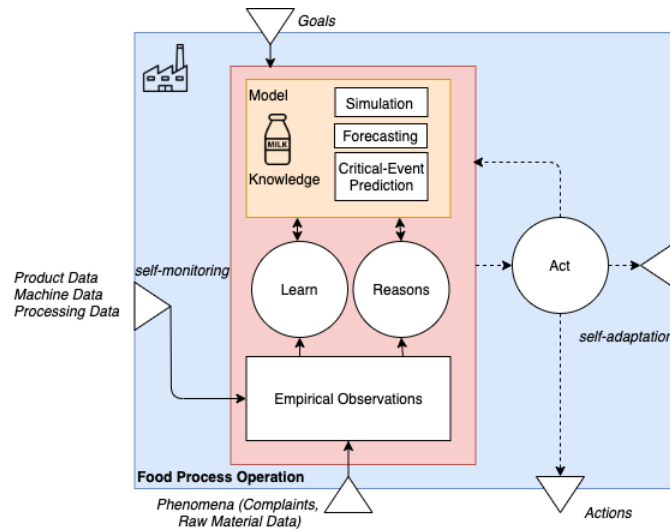 Goals
Model
Simulation
Forecasting
MILK
Knowledge
Critical-Event
Prediction
Product Data
Machine Data
Processing Data
self-monitoring
Learn
Reasons
Act
self-adaptation
Empirical Observations
Food Process Operation
Phenomena (Complaints,
Raw Material Data)
Actions